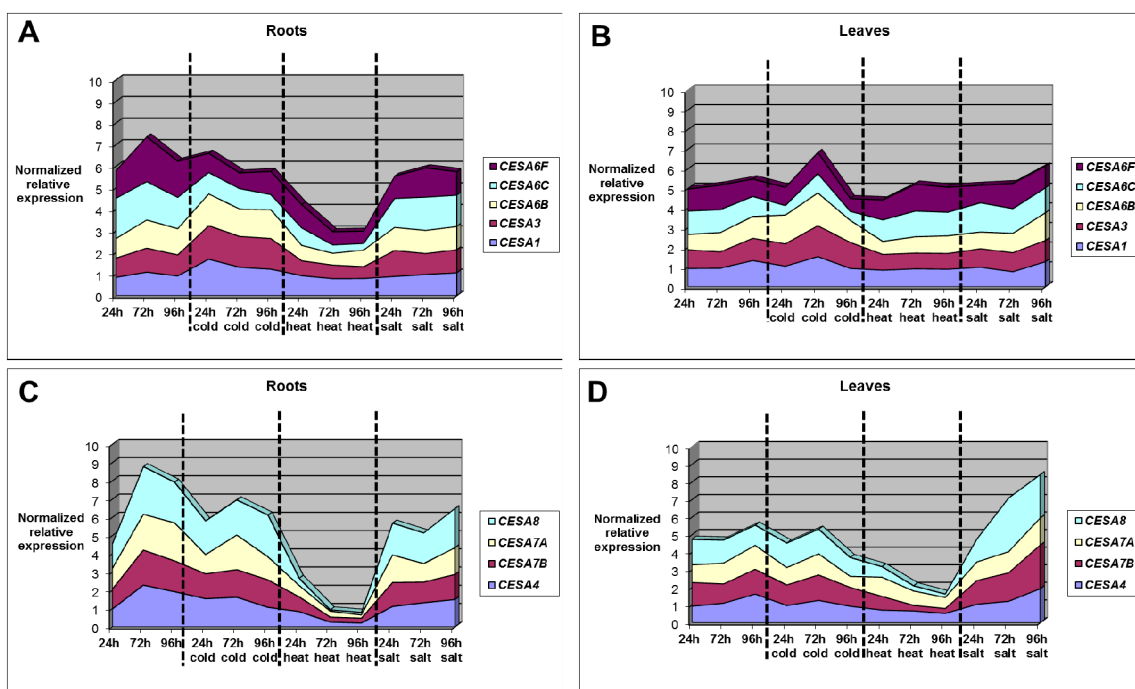 A
Roots
Normalized
relative
expression
10
9
8
7
6
5
4
3
2
1
0
24h 72h 96h 24h 72h 96h 24h 72h 96h 24h 72h 96h
cold cold cold heat heat heat salt salt salt
CESA6F
CESA6C
CESA6B
CESA3
CESA1
B
Leaves
Normalized
relative
expression
10
9
8
7
6
5
4
3
2
1
0
24h 72h 96h 24h 72h 96h 24h 72h 96h 24h 72h 96h
cold cold cold heat heat heat salt salt salt
CESA6F
CESA6C
CESA6B
CESA3
CESA1
C
Roots
Normalized
relative
expression
10
9
8
7
6
5
4
3
2
1
0
24h 72h 96h 24h 72h 96h 24h 72h 96h 24h 72h 96h
cold cold cold heat heat heat salt salt salt
CESA8
CESA7A
CESA7B
CESA4
D
Leaves
Normalized
relative
expression
10
9
8
7
6
5
4
3
2
1
0
24h 72h 96h 24h 72h 96h 24h 72h 96h 24h 72h 96h
cold cold cold heat heat heat salt salt salt
CESA8
CESA7A
CESA7B
CESA4